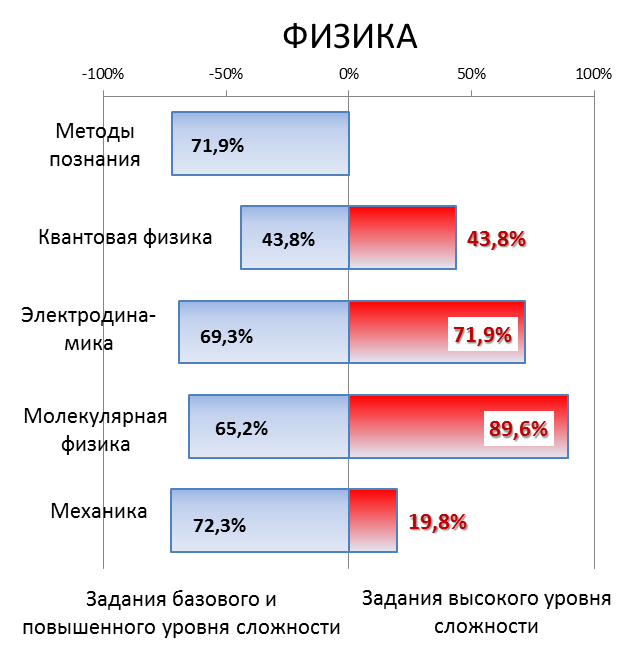 ФИЗИКА
-100%
-50%
0%
50%
100%
Методы
познания
71,9%
Квантовая физика
43,8%
43,8%
Электродина-
мика
69,3%
71,9%
Молекулярная
физика
65,2%
89,6%
Механика
72,3%
19,8%
Задания базового и
повышенного уровня сложности
Задания высокого уровня
сложности